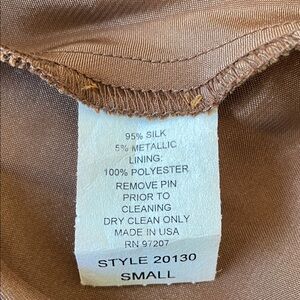 95% SILK
5% METALLIC
LINING:
100% POLYESTER
REMOVE PIN
PRIOR TO
CLEANING
DRY CLEAN ONLY
MADE IN USA
RN 97207
STYLE 20130
SMALL